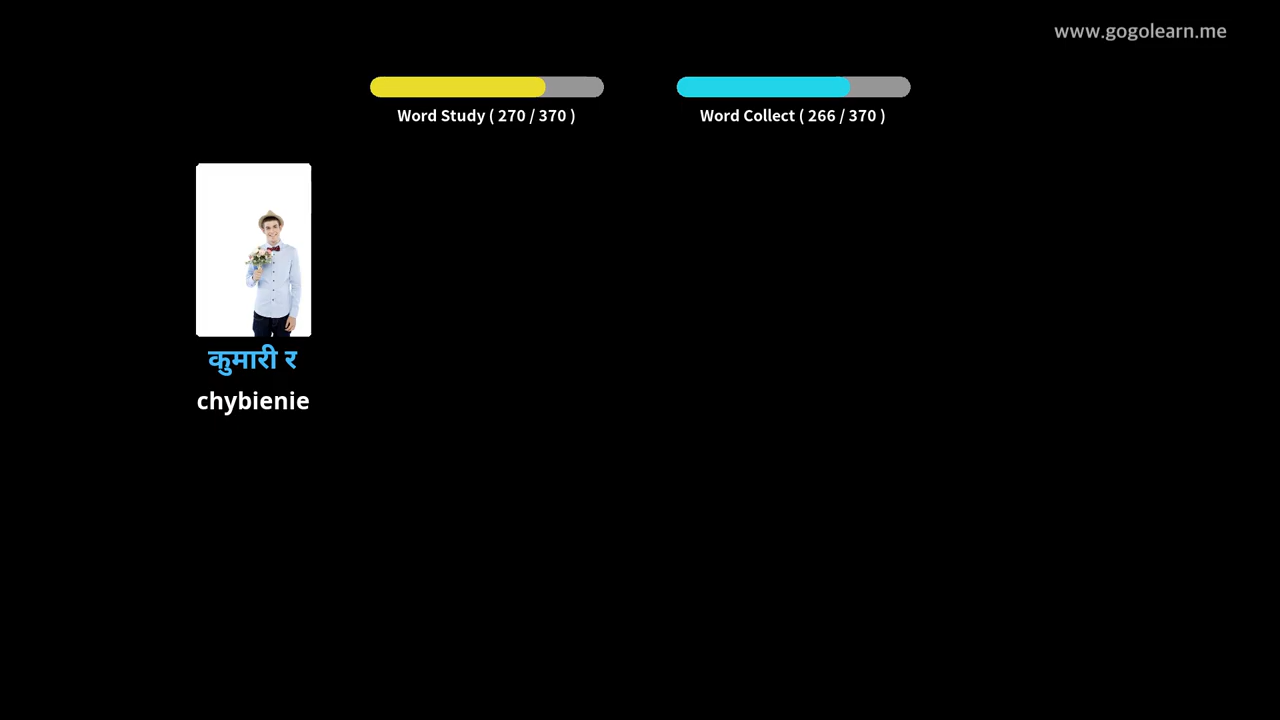 www.gogolearn.me
Word Study ( 270 / 370 )
Word Collect ( 266 / 370 )
कुमारी र
chybienie